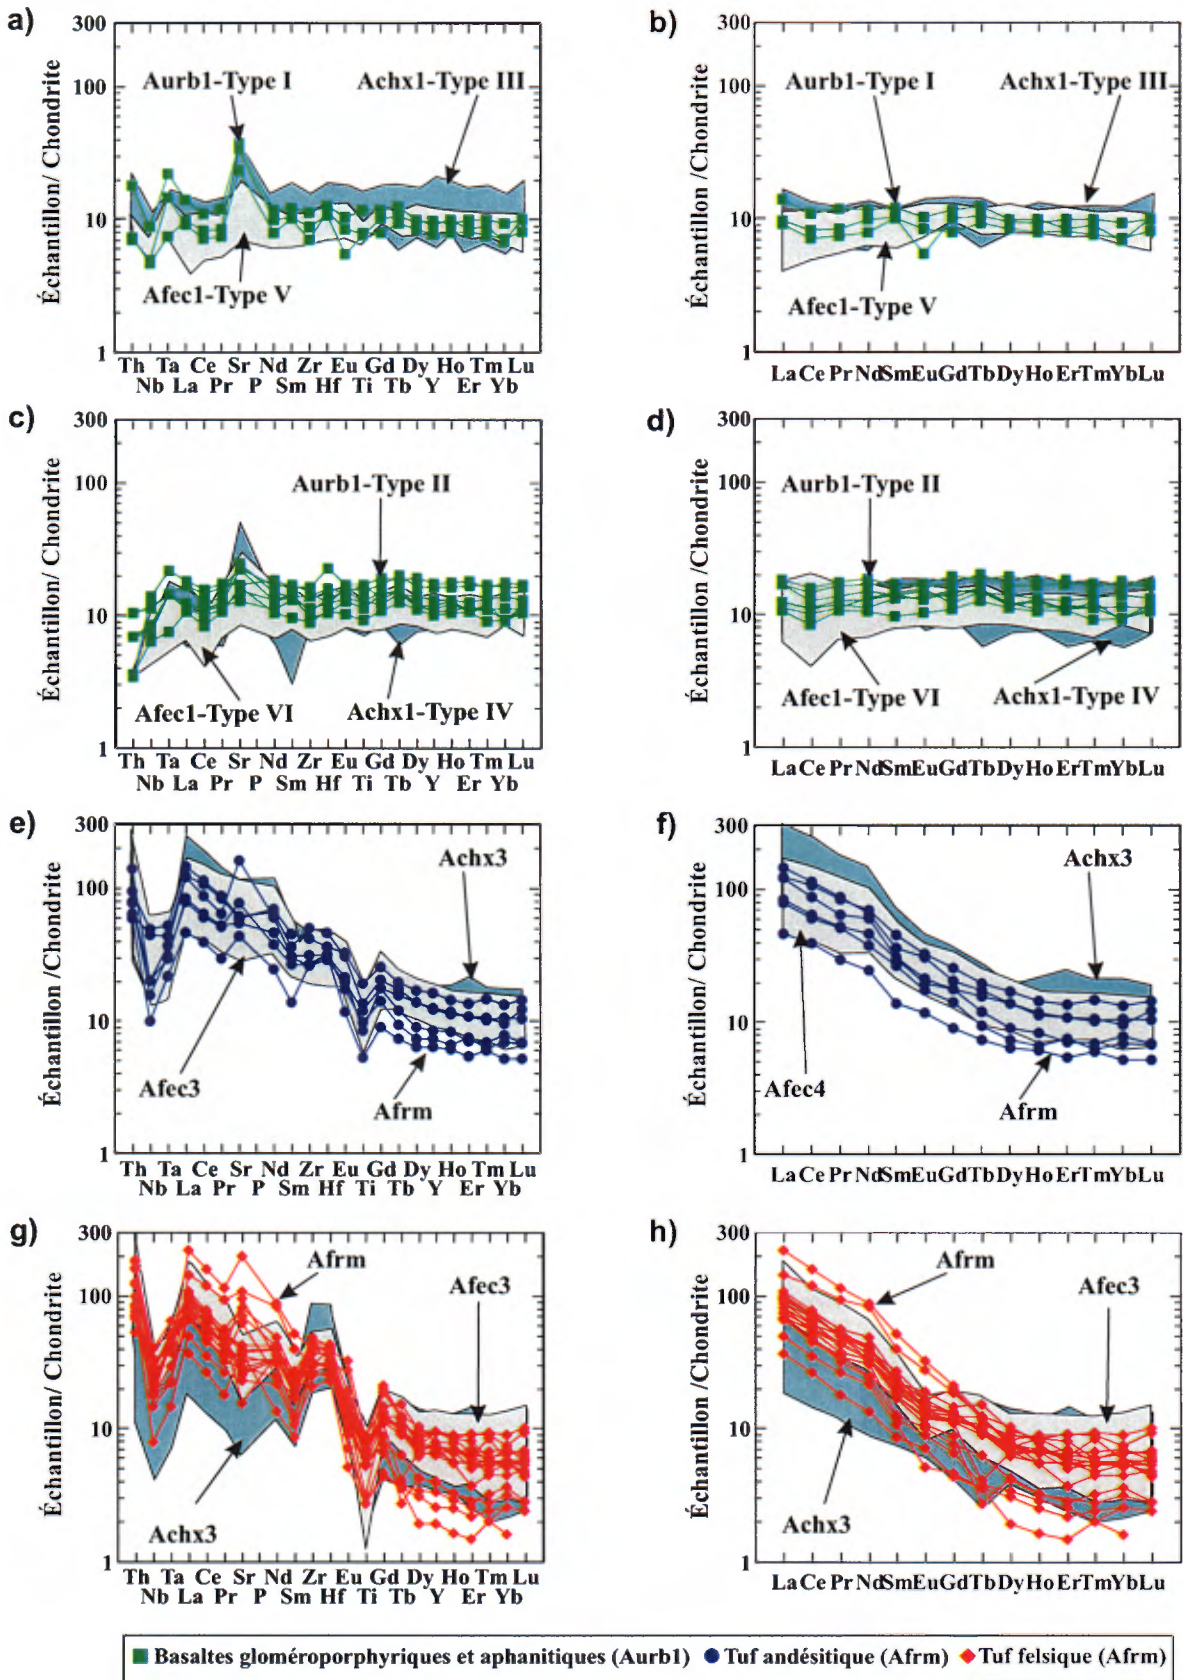 a)
Échantillon/ Chondrite
300
100
10
1
Aurb1-Type I
Achx1-Type III
Afec1-Type V
Th Ta Ce Sr Nd Zr Eu Gd Dy Ho Tm Lu
Nb La Pr P Sm Hf Ti Tb Y Er Yb
b)
Échantillon /Chondrite
300
100
10
1
Aurb1-Type I
Achx1-Type III
Afec1-Type V
La Ce Pr Nd Sm Eu Gd Tb Dy Ho Er Tm Yb Lu
c)
Échantillon/ Chondrite
300
100
10
1
Aurb1-Type II
Afec1-Type VI
Achx1-Type IV
Th Ta Ce Sr Nd Zr Eu Gd Dy Ho Tm Lu
Nb La Pr P Sm Hf Ti Tb Y Er Yb
d)
Échantillon /Chondrite
300
100
10
1
Aurb1-Type II
Afec1-Type VI
Achx1-Type IV
La Ce Pr Nd Sm Eu Gd Tb Dy Ho Er Tm Yb Lu
e)
Échantillon /Chondrite
300
100
10
1
Achx3
Afec3
Afrm
Th Ta Ce Sr Nd Zr Eu Gd Dy Ho Tm Lu
Nb La Pr P Sm Hf Ti Tb Y Er Yb
f)
Échantillon/ Chondrite
300
100
10
1
Achx3
Afec4
Afrm
La Ce Pr Nd Sm Eu Gd Tb Dy Ho Er Tm Yb Lu
g)
Échantillon/ Chondrite
300
100
10
1
Afrm
Afec3
Achx3
Th Ta Ce Sr Nd Zr Eu Gd Dy Ho Tm Lu
Nb La Pr P Sm Hf Ti Tb Y Er Yb
h)
Échantillon /Chondrite
300
100
10
1
Afrm
Afec3
Achx3
La Ce Pr Nd Sm Eu Gd Tb Dy Ho Er Tm Yb Lu
Basaltes gloméroporphyriques et aphanitiques (Aurb1) Tuf andésitique (Afrm) Tuf felsique (Afrm)